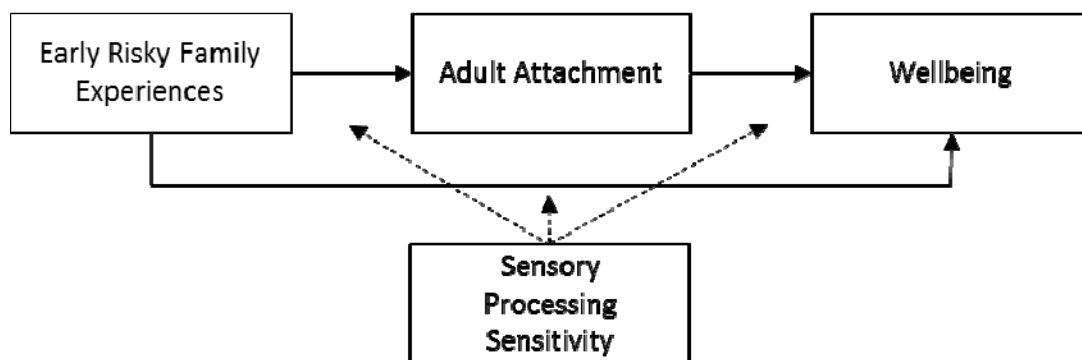 Early Risky Family
Experiences
Adult Attachment
Wellbeing
Sensory
Processing
Sensitivity